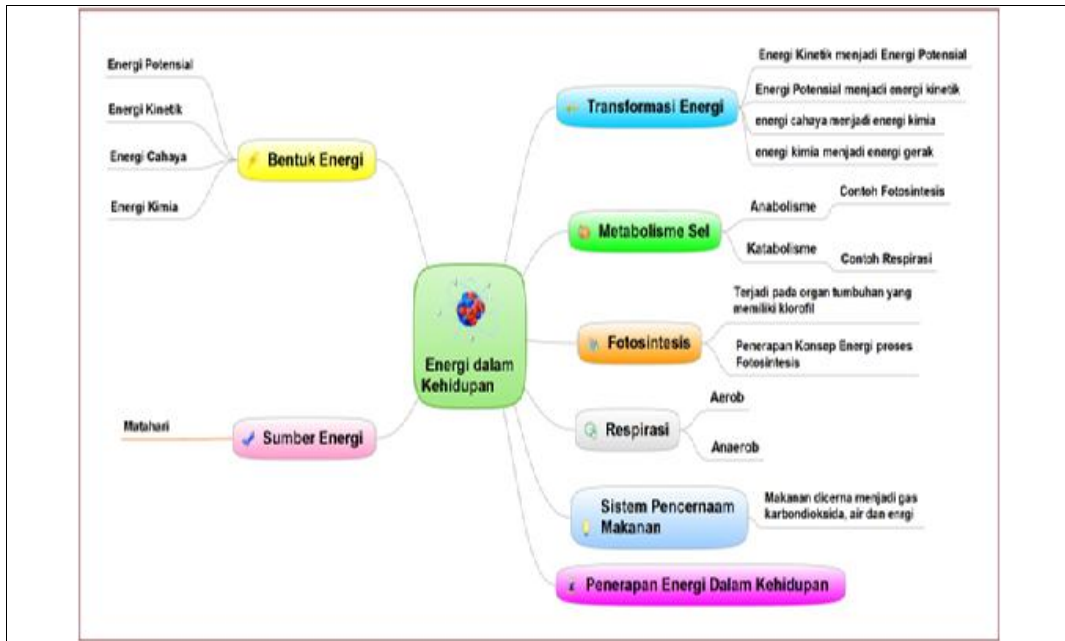 Energi Potensial
Energi Kinetik
Energi Cahaya
Energi Kimia
Bentuk Energi
Matahari
Sumber Energi
Energi dalam
Kehidupan
Transformasi Energi
Energi Kinetik menjadi Energi Potensial
Energi Potensial menjadi energi kinetik
energi cahaya menjadi energi kimia
energi kimia menjadi energi gerak
Metabolisme Sel
Anabolisme
Contoh Fotosintesis
Katabolisme
Contoh Respirasi
Fotosintesis
Terjadi pada organ tumbuhan yang
memiliki klorofil
Penerapan Konsep Energi proses
Fotosintesis
Respirasi
Aerob
Anaerob
Sistem Pencernaam
Makanan
Makanan dicerna menjadi gas
karbondioksida, air dan enrgi
Penerapan Energi Dalam Kehidupan